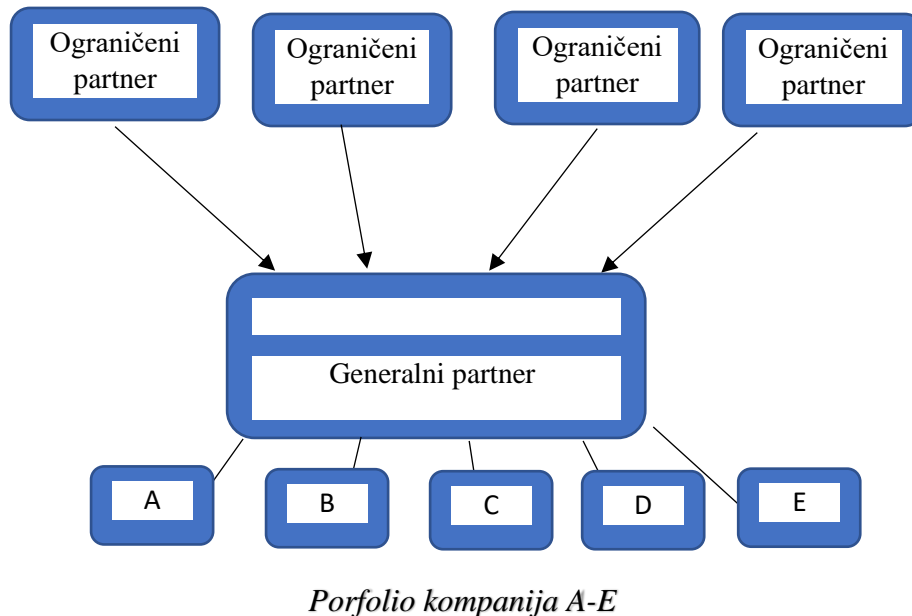 Ograničeni
partner
Ograničeni
partner
Ograničeni
partner
Ograničeni
partner
Generalni partner
A
B
C
D
E
Porfolio kompanija A-E